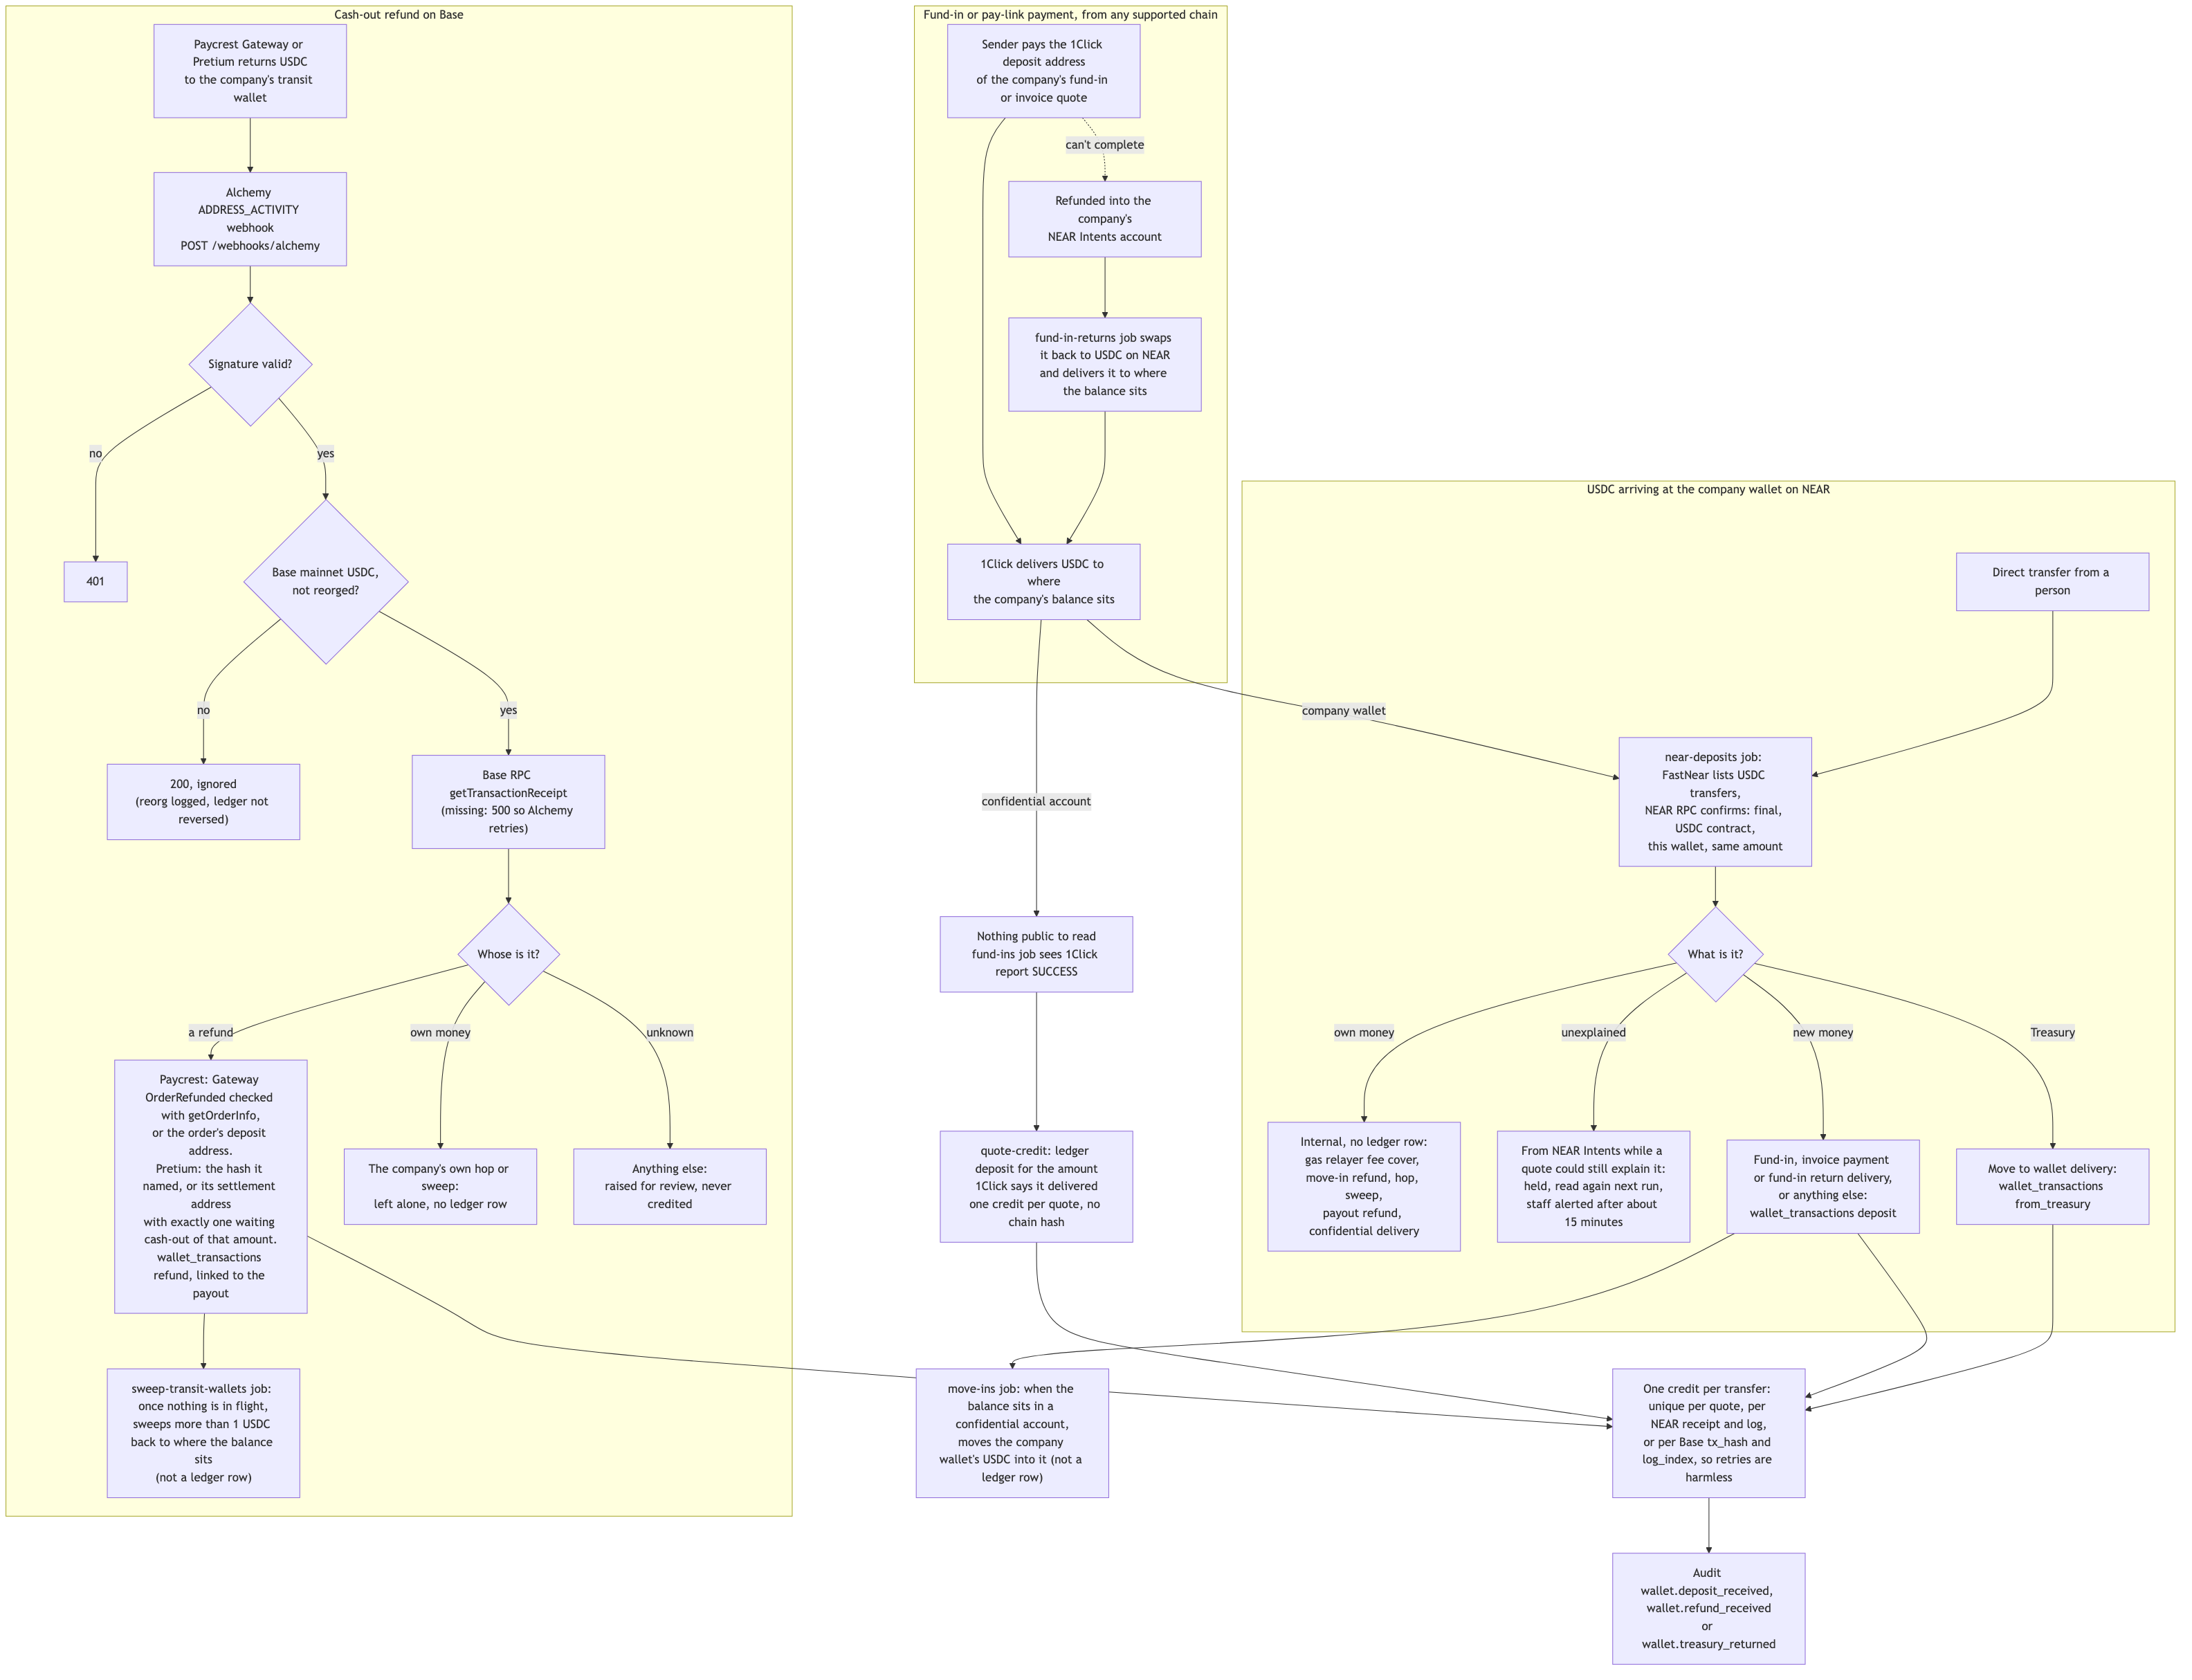 Cash-out refund on Base
Paycrest Gateway or
Pretium returns USDC
to the company's transit
wallet
Alchemy
ADDRESS_ACTIVITY
webhook
POST /webhooks/alchemy
Signature valid?
no
yes
401
Base mainnet USDC,
not reorged?
no
yes
200, ignored
(reorg logged, ledger not
reversed)
Base RPC
getTransactionReceipt
(missing: 500 so Alchemy
retries)
Whose is it?
a refund
own money
unknown
Paycrest: Gateway
OrderRefunded checked
with getOrderInfo,
or the order's deposit
address.
Pretium: the hash it
named, or its settlement
address
with exactly one waiting
cash-out of that amount.
wallet_transactions
refund, linked to the
payout
The company's own hop or
sweep:
left alone, no ledger row
Anything else:
raised for review, never
credited
sweep-transit-wallets job:
once nothing is in flight,
sweeps more than 1 USDC
back to where the balance
sits
(not a ledger row)
Fund-in or pay-link payment, from any supported chain
Sender pays the 1Click
deposit address
of the company's fund-in
or invoice quote
can't complete
Refunded into the
company's
NEAR Intents account
fund-in-returns job swaps
it back to USDC on NEAR
and delivers it to where
the balance sits
1Click delivers USDC to
where
the company's balance sits
company wallet
confidential account
Nothing public to read
fund-ins job sees 1Click
report SUCCESS
quote-credit: ledger
deposit for the amount
1Click says it delivered
one credit per quote, no
chain hash
move-ins job: when the
balance sits in a
confidential account,
moves the company
wallet's USDC into it (not a
ledger row)
USDC arriving at the company wallet on NEAR
Direct transfer from a
person
near-deposits job:
FastNear lists USDC
transfers,
NEAR RPC confirms: final,
USDC contract,
this wallet, same amount
What is it?
own money
unexplained
new money
Treasury
Internal, no ledger row:
gas relayer fee cover,
move-in refund, hop,
sweep,
payout refund,
confidential delivery
From NEAR Intents while a
quote could still explain it:
held, read again next run,
staff alerted after about
15 minutes
Fund-in, invoice payment
or fund-in return delivery,
or anything else:
wallet_transactions deposit
Move to wallet delivery:
wallet_transactions
from_treasury
One credit per transfer:
unique per quote, per
NEAR receipt and log,
or per Base tx_hash and
log_index, so retries are
harmless
Audit
wallet.deposit_received,
wallet.refund_received
or
wallet.treasury_returned